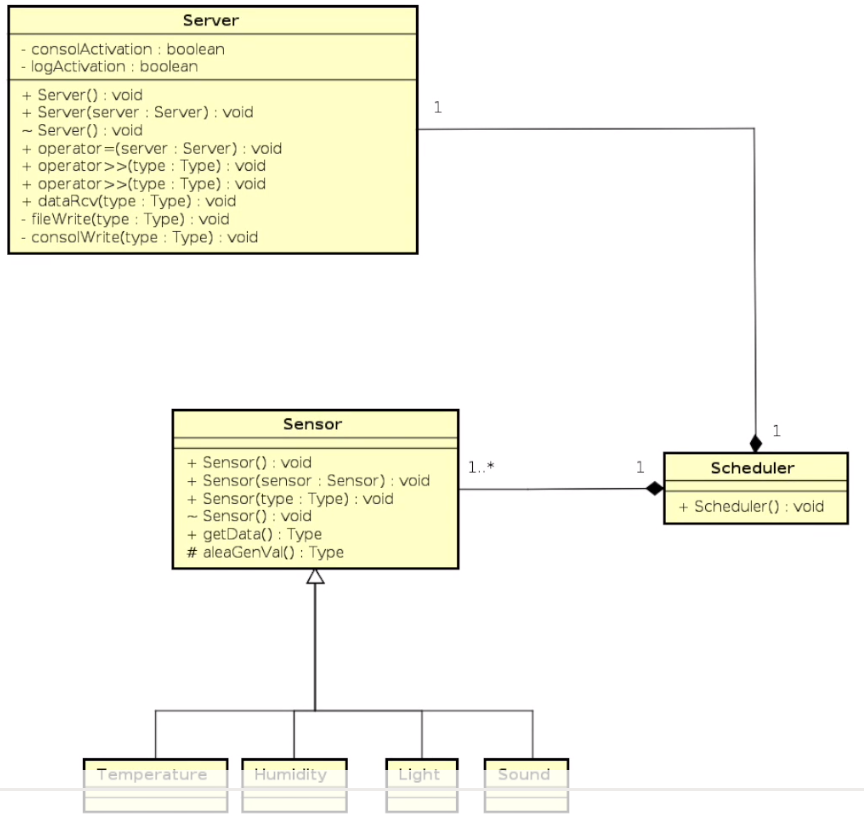 Server
- consolActivation : boolean
- logActivation : boolean
+ Server() : void
+ Server(server : Server) : void
~ Server() : void
+ operator=(server : Server) : void
+ operator>>(type : Type) : void
+ operator>>(type : Type) : void
+ dataRcv(type : Type) : void
- fileWrite(type : Type) : void
- consolWrite(type : Type) : void
1
1
Sensor
+ Sensor() : void
+ Sensor(sensor : Sensor) : void
+ Sensor(type : Type) : void
~ Sensor() : void
+ getData() : Type
# aleaGenVal() : Type
1..*
1
Scheduler
+ Scheduler() : void
Temperature
Humidity
Light
Sound